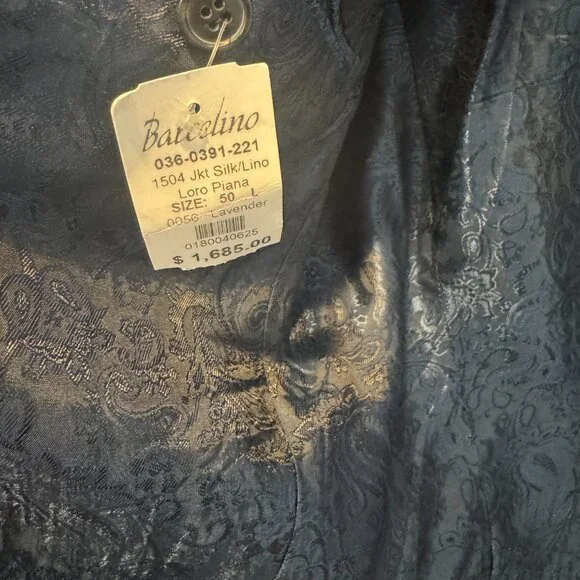 Barcelino
036-0391-221
1504 Jkt Silk/Lino
Loro Piana
SIZE: 50 L
0056 Lavender
0180040625
$ 1,685.00